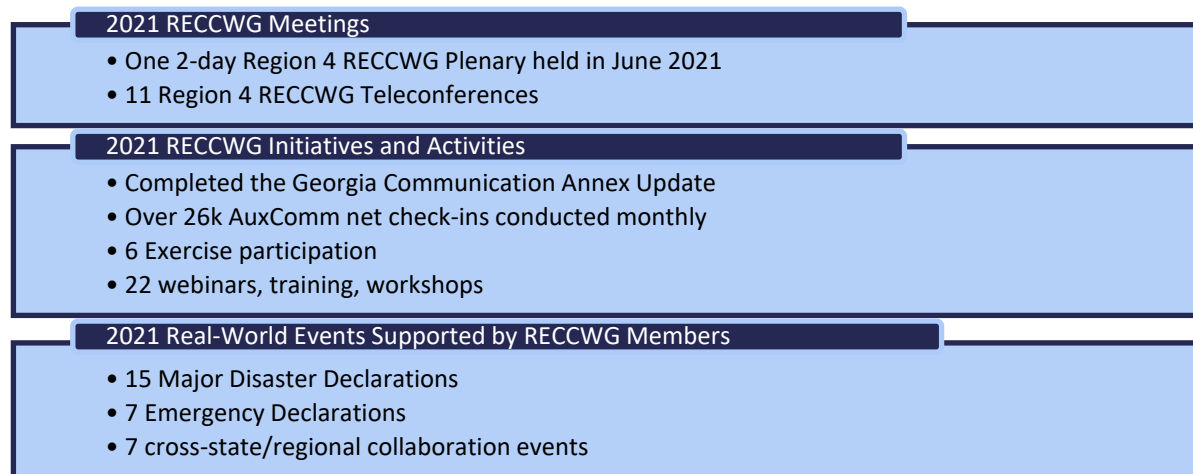 2021 RECCWG Meetings
• One 2-day Region 4 RECCWG Plenary held in June 2021
• 11 Region 4 RECCWG Teleconferences
2021 RECCWG Initiatives and Activities
• Completed the Georgia Communication Annex Update
• Over 26k AuxComm net check-ins conducted monthly
• 6 Exercise participation
• 22 webinars, training, workshops
2021 Real-World Events Supported by RECCWG Members
• 15 Major Disaster Declarations
• 7 Emergency Declarations
• 7 cross-state/regional collaboration events